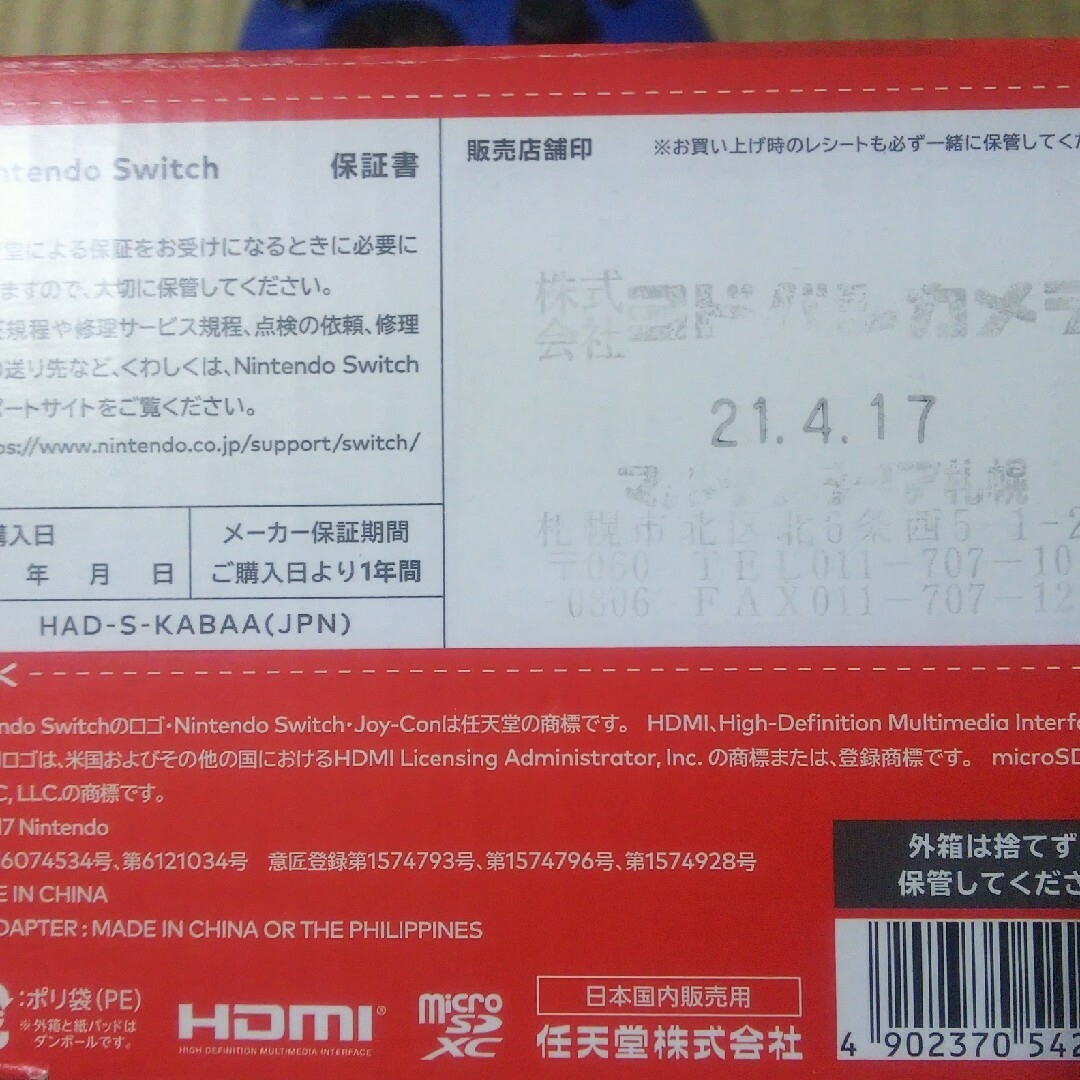 ntendo Switch 保証書
堂による保証をお受けになるときに必要に
ますので、大切に保管してください。
規程や修理サービス規程、点検の依頼、修理
送り先など、くわしくは、Nintendo Switch
ポートサイトをご覧ください。
ps://www.nintendo.co.jp/support/switch/
購入日
年 月 日
メーカー保証期間
ご購入日より1年間
HAD-S-KABAA(JPN)
販売店舗印 ※お買い上げ時のレシートも必ず一緒に保管してくだ
株式会社 ヨドバシカメラ
21.4.17
札幌
札幌市北区北6条西5-1-2
〒060 TEL011-707-10
-0806 FAX011-707-12
ndo Switchのロゴ・Nintendo Switch・Joy-Conは任天堂の商標です。 HDMI、High-Definition Multimedia Interfa
ロゴは、米国およびその他の国におけるHDMI Licensing Administrator, Inc. の商標または、登録商標です。 microSD
C, LLC.の商標です。
17 Nintendo
6074534号、第6121034号 意匠登録第1574793号、第1574796号、第1574928号
E IN CHINA
DAPTER : MADE IN CHINA OR THE PHILIPPINES
外箱は捨てず
保管してくださ
:ポリ袋(PE)
※外箱と紙パッドは
ダンボールです。
HDMI®
HIGH DEFINITION MULTIMEDIA INTERFACE
micro
SD
XC
日本国内販売用
任天堂株式会社
4 902370 542